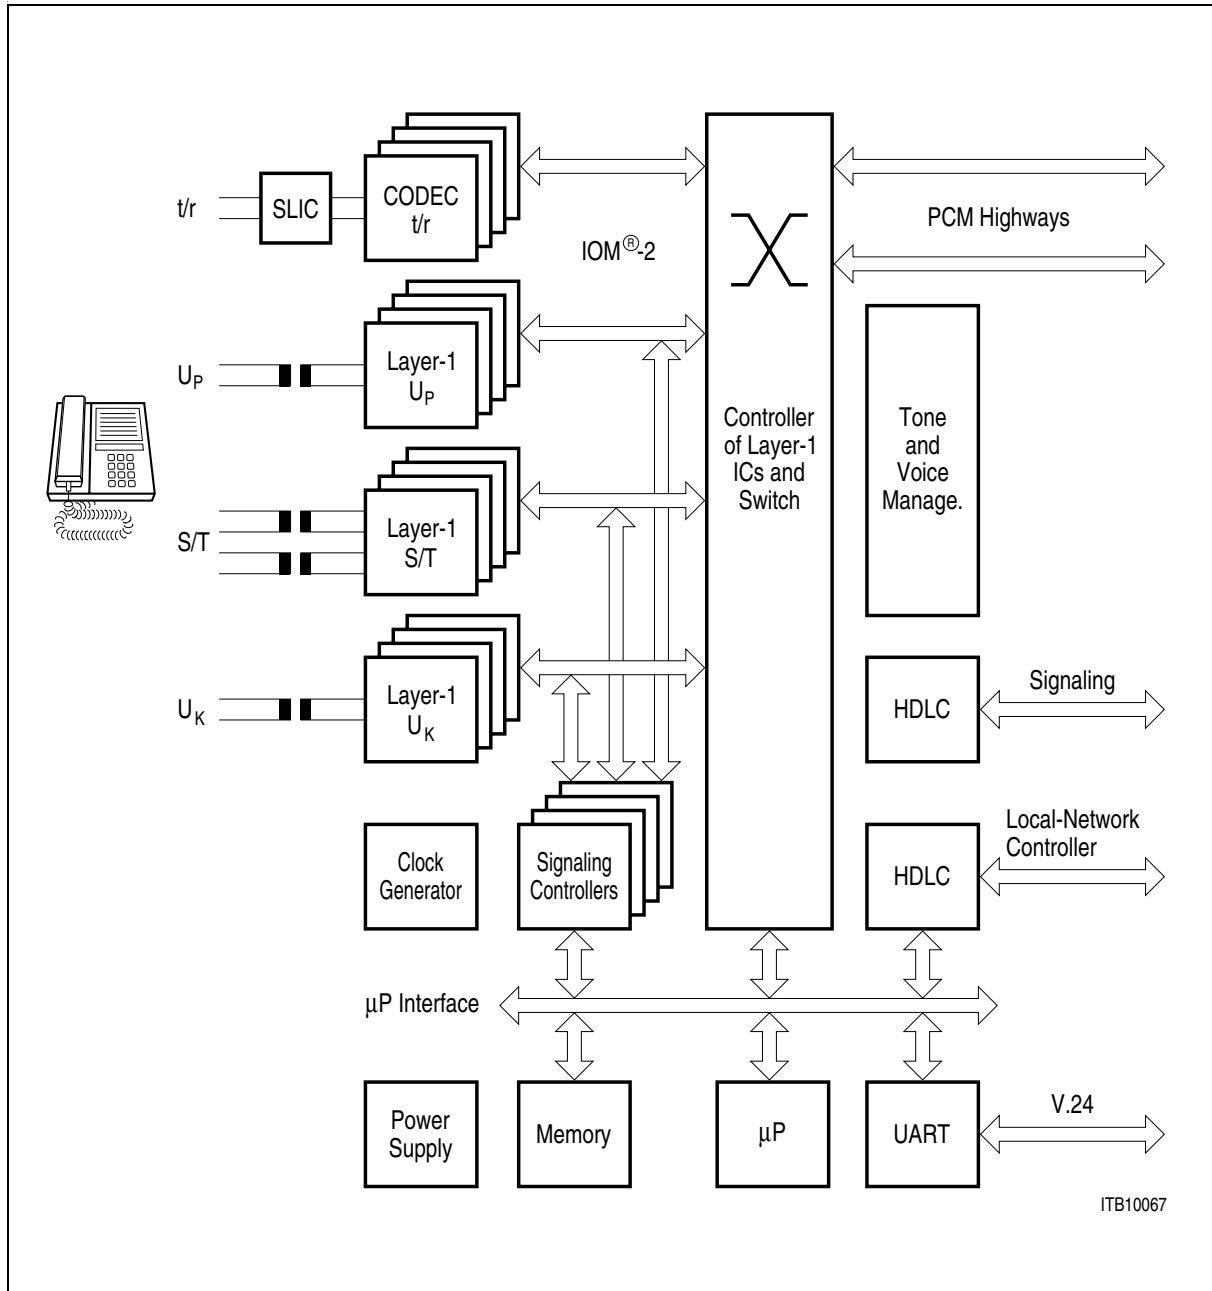 t/r
SLIC
CODEC
t/r
IOM®-2
PCM Highways
UP
Layer-1
UP
Controller
of Layer-1
ICs and
Switch
Tone
and
Voice
Manage.
S/T
Layer-1
S/T
UK
Layer-1
UK
HDLC
Signaling
Clock
Generator
Signaling
Controllers
HDLC
Local-Network
Controller
µP Interface
Power
Supply
Memory
µP
UART
V.24
ITB10067